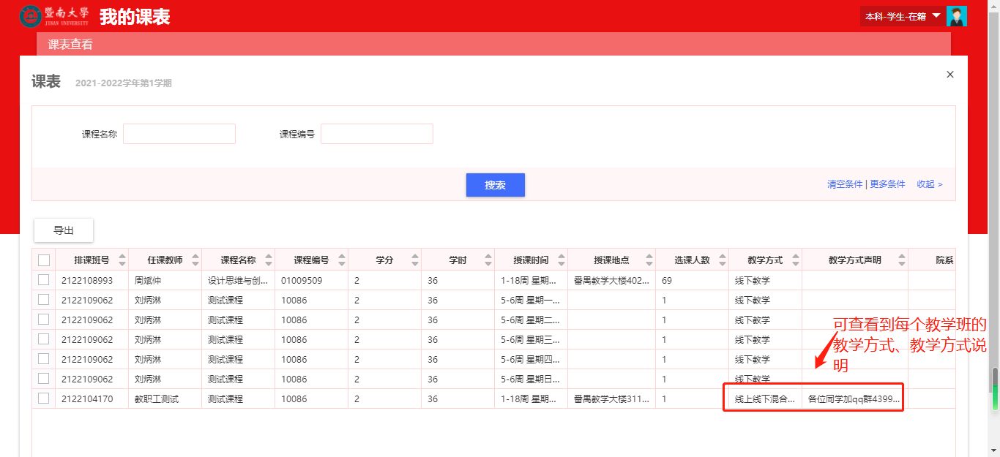 暨南大學
JINAN UNIVERSITY
我的课表
本科-学生-在籍
课表查看
课表 2021-2022学年第1学期 ×
课程名称 课程编号
搜索 清空条件 | 更多条件 收起 >
导出
排课班号 任课教师 课程名称 课程编号 学分 学时 授课时间 授课地点 选课人数 教学方式 教学方式声明 院系
2122108993 周斌仲 设计思维与创... 01009509 2 36 1-18周 星期... 番禺教学大楼402... 69 线下教学
2122109062 刘炳淋 测试课程 10086 2 36 5-6周 星期一... 1 线下教学
2122109062 刘炳淋 测试课程 10086 2 36 5-6周 星期二... 1 线下教学
2122109062 刘炳淋 测试课程 10086 2 36 5-6周 星期三... 1 线下教学
2122109062 刘炳淋 测试课程 10086 2 36 5-6周 星期四... 1 线下教学
2122109062 刘炳淋 测试课程 10086 2 36 5-6周 星期日... 1 线下教学
2122104170 教职工测试 测试课程 10086 2 36 1-18周 星期... 番禺教学大楼311... 1 线上线下混合... 各位同学加qq群4399...
可查看到每个教学班的
教学方式、教学方式说
明